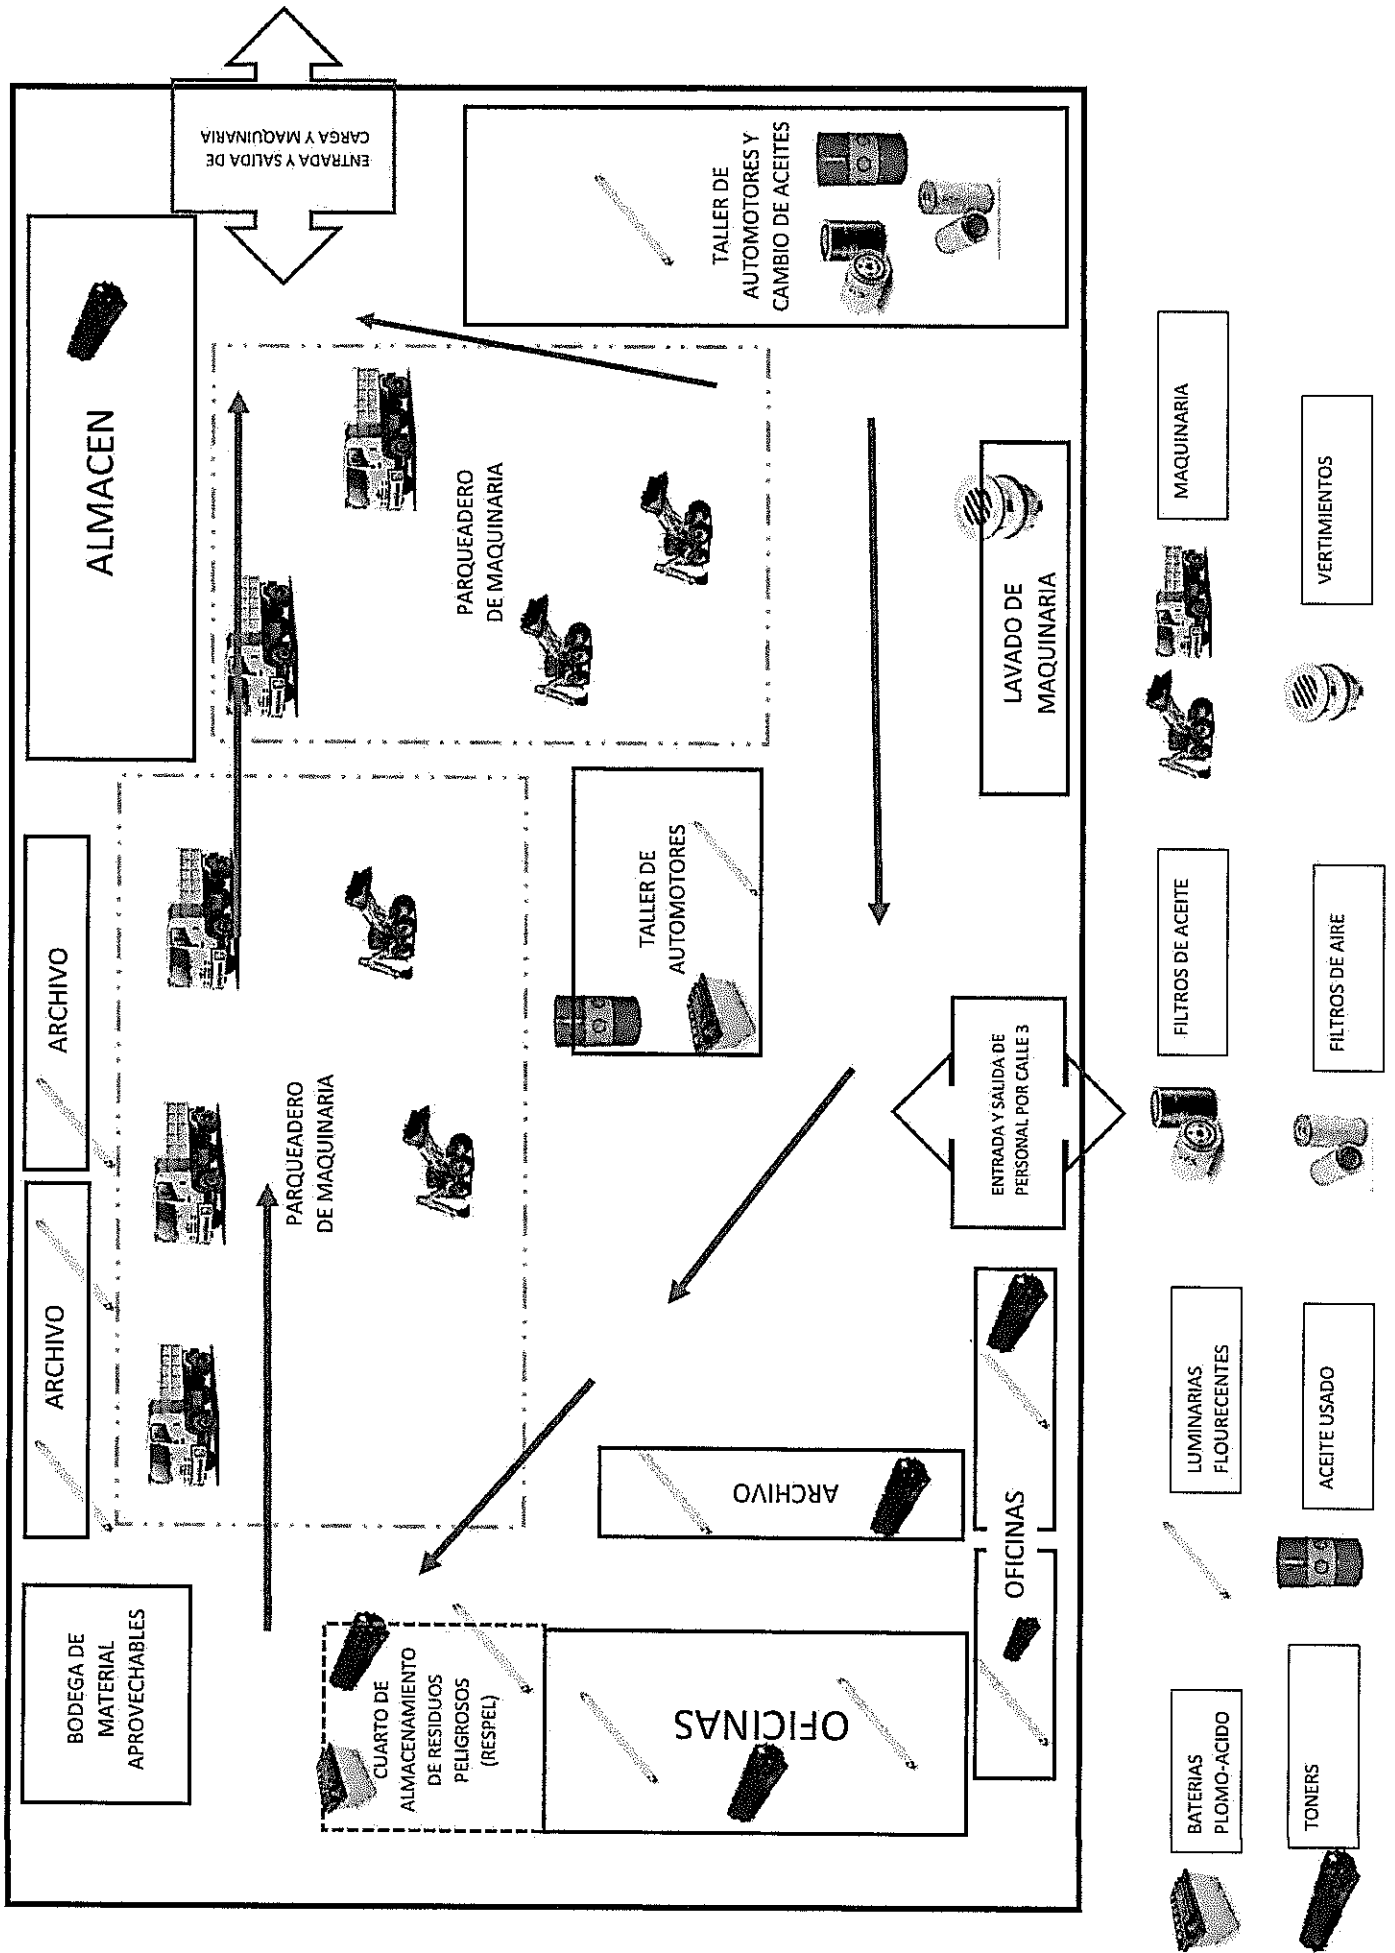 BODEGA DE
MATERIAL
APROVECHABLES
ARCHIVO
ARCHIVO
ALMACEN
ENTRADA Y SALIDA DE
CARGA Y MAQUINARIA
PARQUEADERO
DE MAQUINARIA
PARQUEADERO
DE MAQUINARIA
CUARTO DE
ALMACENAMIENTO
DE RESIDUOS
PELIGROSOS
(RESPEL)
OFICINAS
ARCHIVO
OFICINAS
TALLER DE
AUTOMOTORES
TALLER DE
AUTOMOTORES Y
CAMBIO DE ACEITES
LAVADO DE
MAQUINARIA
ENTRADA Y SALIDA DE
PERSONAL POR CALLE 3
BATERIAS
PLOMO-ACIDO
LUMINARIAS
FLOURECENTES
FILTROS DE ACEITE
MAQUINARIA
TONERS
ACEITE USADO
FILTROS DE AIRE
VERTIMIENTOS